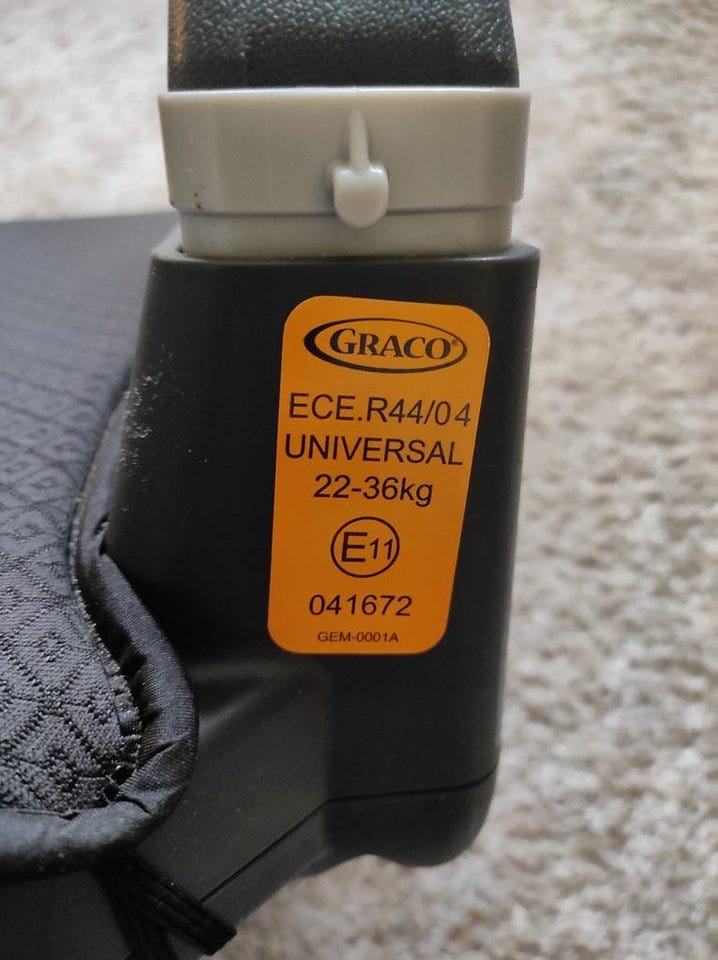 GRACO
ECE.R44/04
UNIVERSAL
22-36kg
E11
041672
GEM-0001A